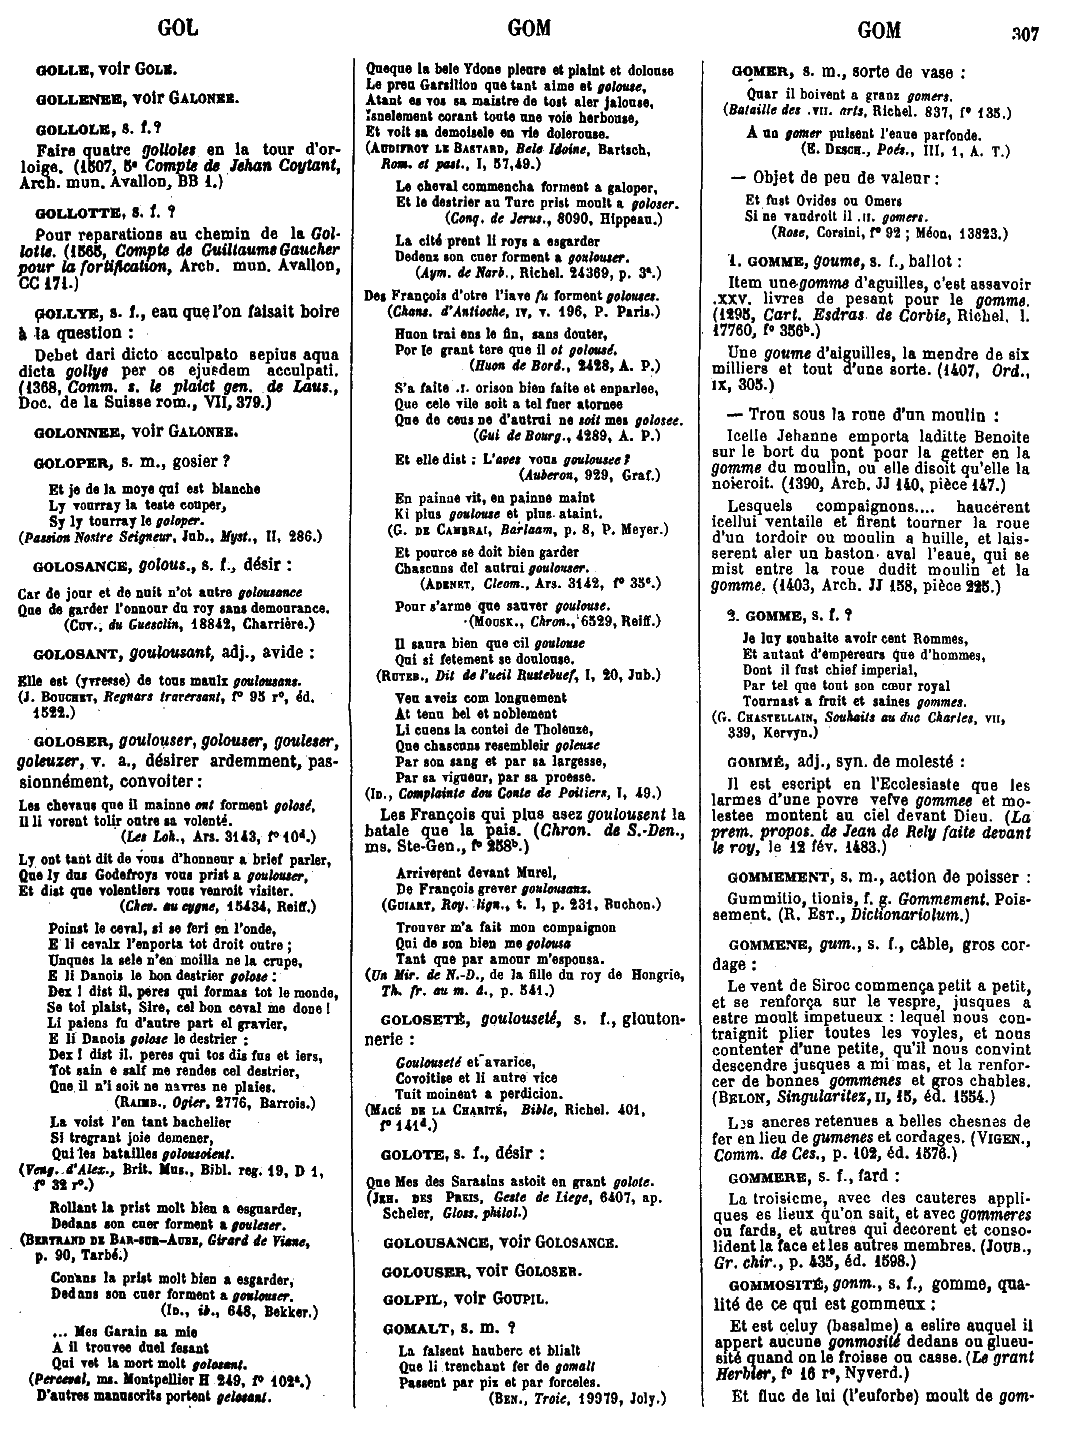 GOL
GOM
GOM
307
GOLLE, voir GOLE.
GOLLENEE, voir GALONEE.
GOLLOLE, s. f. ?
Faire quatre golloles en la tour d'or-
loige. (1507, 5e Compte de Jehan Coytant,
Arch. mun. Avallon, BB 1.)
GOLLOTTE, s. f. ?
Pour reparations au chemin de la Gol-
lotte. (1565, Compte de Guillaume Gaucher
pour la fortification, Arch. mun. Avallon,
CC 171.)
GOLLYE, s. f., eau que l'on faisait boire
à la question :
Debet dari dicto acculpato sepius aqua
dicta gollye per os ejusdem acculpati.
(1368, Comm. s. le plaict gen. de Laus.,
Doc. de la Suisse rom., VII, 379.)
GOLONNEE, voir GALONEE.
GOLOPER, s. m., gosier ?
Et je de la moye qui est blanche
Ly vourray la teste couper,
Sy ly tourray le goloper.
(Passion Nostre Seigneur, Jub., Myst., II, 286.)
GOLOSANCE, golous., s. f., désir :
Car de jour et de nuit n'ot autre golousance
Que de garder l'onnour du roy sans demourance.
(CUV., du Guesclin, 18842, Charrière.)
GOLOSANT, goulousant, adj., avide :
Elle est (yvresse) de tous maulx goulousans.
(J. BOUCHET, Regnars traversant, f° 95 r°, éd.
1522.)
GOLOSER, goulouser, golouser, gouleser,
goleuzer, v. a., désirer ardemment, pas-
sionnément, convoiter :
Les chevaus que il mainne ont forment golosé,
Il li vorent tolir outre sa volenté.
(Les Loh., Ars. 3143, f° 10d.)
Ly ont tant dit de vous d'honneur a brief parler,
Que ly dus Godefroys vous prist a goulouser,
Et dist que volentiers vous venroit visiter.
(Chev. au cygne, 15434, Reiff.)
Poinst le ceval, si se feri en l'onde,
E li cevalx l'enporta tot droit outre ;
Unques la sele n'en moilla ne la crupe,
E li Danois le bon destrier golose :
Dex ! dist il, peres qui formas tot le monde,
Se toi plaist, Sire, cel bon ceval me done !
Li paiens fu d'autre part el gravier,
E li Danois golose le destrier :
Dex ! dist il, peres qui tos dis fus et iers,
Tot sain e salf me rendes cel destrier,
Que il n'i soit ne navres ne plaies.
(RAIMB., Ogier, 2776, Barrois.)
La voist l'en tant bachelier
Si tregrant joie demener,
Qui les batailles golousoient.
(Veng. d'Alex., Brit. Mus., Bibl. reg. 19, D 1,
f° 32 r°.)
Rollant la prist molt bien a esguarder,
Dedans son cuer forment a gouleser.
(BERTRAND DE BAR-SUR-AUBE, Girard de Viane,
p. 90, Tarbé.)
Contans la prist molt bien a esgarder,
Dedans son cuer forment a goulouser.
(ID., ib., 648, Bekker.)
... Mes Garain sa mie
A il trouvee duel fesant
Qui vet la mort molt golosant.
(Perceval, ms. Montpellier H 249, f° 102d.)
D'autres manuscrits portent gelosant.
Queque la bele Ydone pleure et plaint et dolouse
Le preu Garsilion que tant aime et golouse,
Atant es vos sa maistre de tost aler jalouse,
Isnelement corant toute une voie herbouse,
Et voit sa demoisele en vie dolerouse.
(AUDIFROY LE BASTARD, Bele Idoine, Bartsch,
Rom. et past., I, 57,49.)
Le cheval commencha forment a galoper,
Et le destrier au Turc prist moult a goloser.
(Conq. de Jerus., 8090, Hippeau.)
La cité prent li roys a esgarder
Dedenz son cuer forment a goulouser.
(Aym. de Narb., Richel. 24369, p. 3a.)
Des François d'otre l'iave fu forment golouses.
(Chans. d'Antioche, IV, v. 196, P. Paris.)
Huon trai ens le fin, sans douter,
Por le grant tere que il ot golousé.
(Huon de Bord., 2428, A. P.)
S'a faite .I. orison bien faite et enparlee,
Que cele vile soit a tel fuer atornee
Que de ceus ne d'autrui ne soit mes golosee.
(Gui de Bourg., 4289, A. P.)
Et elle dist : L'aves vous goulousee ?
(Auberon, 929, Graf.)
En painne vit, en painne maint
Ki plus goulouse et plus ataint.
(G. DE CAMBRAI, Barlaam, p. 8, P. Meyer.)
Et pource se doit bien garder
Chascuns del autrui goulouser.
(ADENET, Cleom., Ars. 3142, f° 35c.)
Pour s'arme que sauver goulouse.
(MOUSK., Chron., 6529, Reiff.)
Il saura bien que cil goulouse
Qui si fetement se doulouse.
(RUTEB., Dit de l'ueil Rustebuef, I, 20, Jub.)
Veu aveis com longuement
At tenu bel et noblement
Li cuens la contei de Tholeuze,
Que chascuns resembleir goleuze
Par son sang et par sa largesse,
Par sa vigueur, par sa proesse.
(ID., Complainte dou Conte de Poitiers, I, 49.)
Les François qui plus asez goulousent la
batale que la pais. (Chron. de S.-Den.,
ms. Ste-Gen., f° 258b.)
Arriverent devant Murel,
De François grever goulousanz.
(GUIART, Roy. lign., t. I, p. 231, Buchon.)
Trouver m'a fait mon compaignon
Qui de son bien me golousa
Tant que par amour m'espousa.
(Un Mir. de N.-D., de la fille du roy de Hongrie,
Th. fr. au m. â., p. 541.)
GOLOSETÉ, gouloseté, s. f., glouton-
nerie :
Goulouseté et avarice,
Covoitise et li autre vice
Tuit moinent a perdicion.
(MACÉ DE LA CHARITÉ, Bible, Richel. 401,
f° 141d.)
GOLOTE, s. f., désir :
Que Mes des Sarasins astoit en grant golote.
(JEH. DES PREIS, Geste de Liege, 6407, ap.
Scheler, Gloss. philol.)
GOLOUSANCE, voir GOLOSANCE.
GOLOUSER, voir GOLOSER.
GOLPIL, voir GOUPIL.
GOMALT, s. m. ?
La falsent hauberc et blialt
Que li trenchant fer de gomalt
Passent par piz et par forceles.
(BEN., Troie, 19979, Joly.)
GOMER, s. m., sorte de vase :
Quar il boivent a granz gomers.
(Bataille des .VII. arts, Richel. 837, f° 135.)
A un gomer puisent l'eaue parfonde.
(E. DESCH., Poés., III, 1, A. T.)
— Objet de peu de valeur :
Et fust Ovides ou Omers
Si ne vaudroit il .II. gomers.
(Rose, Corsini, f° 92 ; Méon, 13823.)
1. GOMME, goume, s. f., ballot :
Item une gomme d'aguilles, c'est assavoir
.XXV. livres de pesant pour le gomme.
(1295, Cart. Esdras de Corbie, Richel. l.
17760, f° 356b.)
Une goume d'aiguilles, la mendre de six
milliers et tout d'une sorte. (1407, Ord.,
IX, 305.)
— Trou sous la roue d'un moulin :
Icelle Jehanne emporta laditte Benoite
sur le bort du pont pour la getter en la
gomme du moulin, ou elle disoit qu'elle la
noieroit. (1390, Arch. JJ 140, pièce 147.)
Lesquels compaignons.... haucerent
icellui ventaile et firent tourner la roue
d'un tordoir ou moulin a huille, et lais-
serent aler un baston aval l'eaue, qui se
mist entre la roue dudit moulin et la
gomme. (1403, Arch. JJ 158, pièce 225.)
2. GOMME, s. f. ?
Je luy souhaite avoir cent Rommes,
Et autant d'empereurs que d'hommes,
Dont il fust chief imperial,
Par tel que tout son cœur royal
Tournast a fruit et saines gommes.
(G. CHASTELLAIN, Souhaits au duc Charles, VII,
339, Kervyn.)
GOMMÉ, adj., syn. de molesté :
Il est escript en l'Ecclesiaste que les
larmes d'une povre vefve gommee et mo-
lestee montent au ciel devant Dieu. (La
prem. propos. de Jean de Rely faite devant
le roy, le 12 fév. 1483.)
GOMMEMENT, s. m., action de poisser :
Gummitio, tionis, f. g. Gommement. Pois-
sement. (R. EST., Dictionariolum.)
GOMMENE, gum., s. f., câble, gros cor-
dage :
Le vent de Siroc commença petit a petit,
et se renforça sur le vespre, jusques a
estre moult impetueux : lequel nous con-
traignit plier toutes les voyles, et nous
contenter d'une petite, qu'il nous convint
descendre jusques a mi mas, et la renfor-
cer de bonnes gommenes et gros chables.
(BELON, Singularitez, II, 15, éd. 1554.)
Les ancres retenues a belles chesnes de
fer en lieu de gumenes et cordages. (VIGEN.,
Comm. de Ces., p. 102, éd. 1576.)
GOMMERE, s. f., fard :
La troisieme, avec des cauteres appli-
ques es lieux qu'on sait, et avec gommeres
ou fards, et autres qui decorent et conso-
lident la face et les autres membres. (JOUB.,
Gr. chir., p. 435, éd. 1598.)
GOMMOSITÉ, gonm., s. f., gomme, qua-
lité de ce qui est gommeux :
Et est celuy (basalme) a eslire auquel il
appert aucune gonmosité dedans ou glueu-
sité quand on le froisse ou casse. (Le grant
Herbier, f° 16 r°, Nyverd.)
Et fluc de lui (l'euforbe) moult de gom-